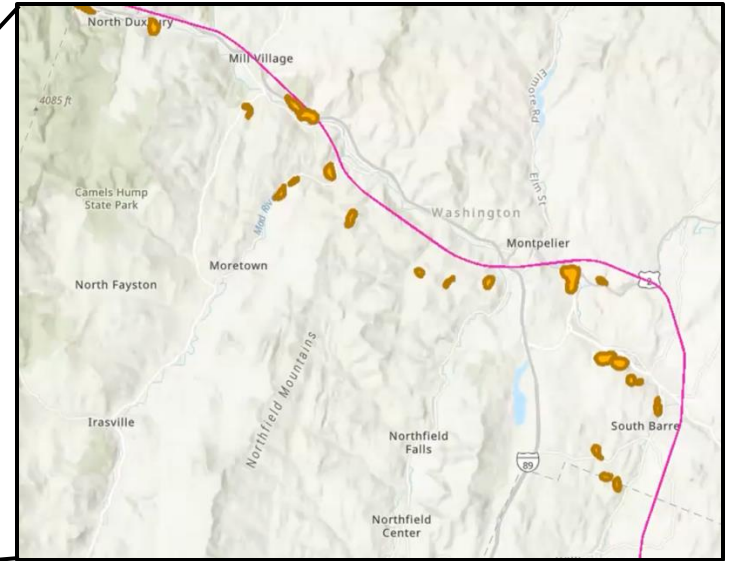 North Duxbury
Mill Village
4085 ft
Elmore Rd
Camels Hump
State Park
Elm St
Mad Riv
Washington
Montpelier
Moretown
North Fayston
2
Northfield Mountains
Irasville
South Barre
Northfield
Falls
89
Northfield
Center